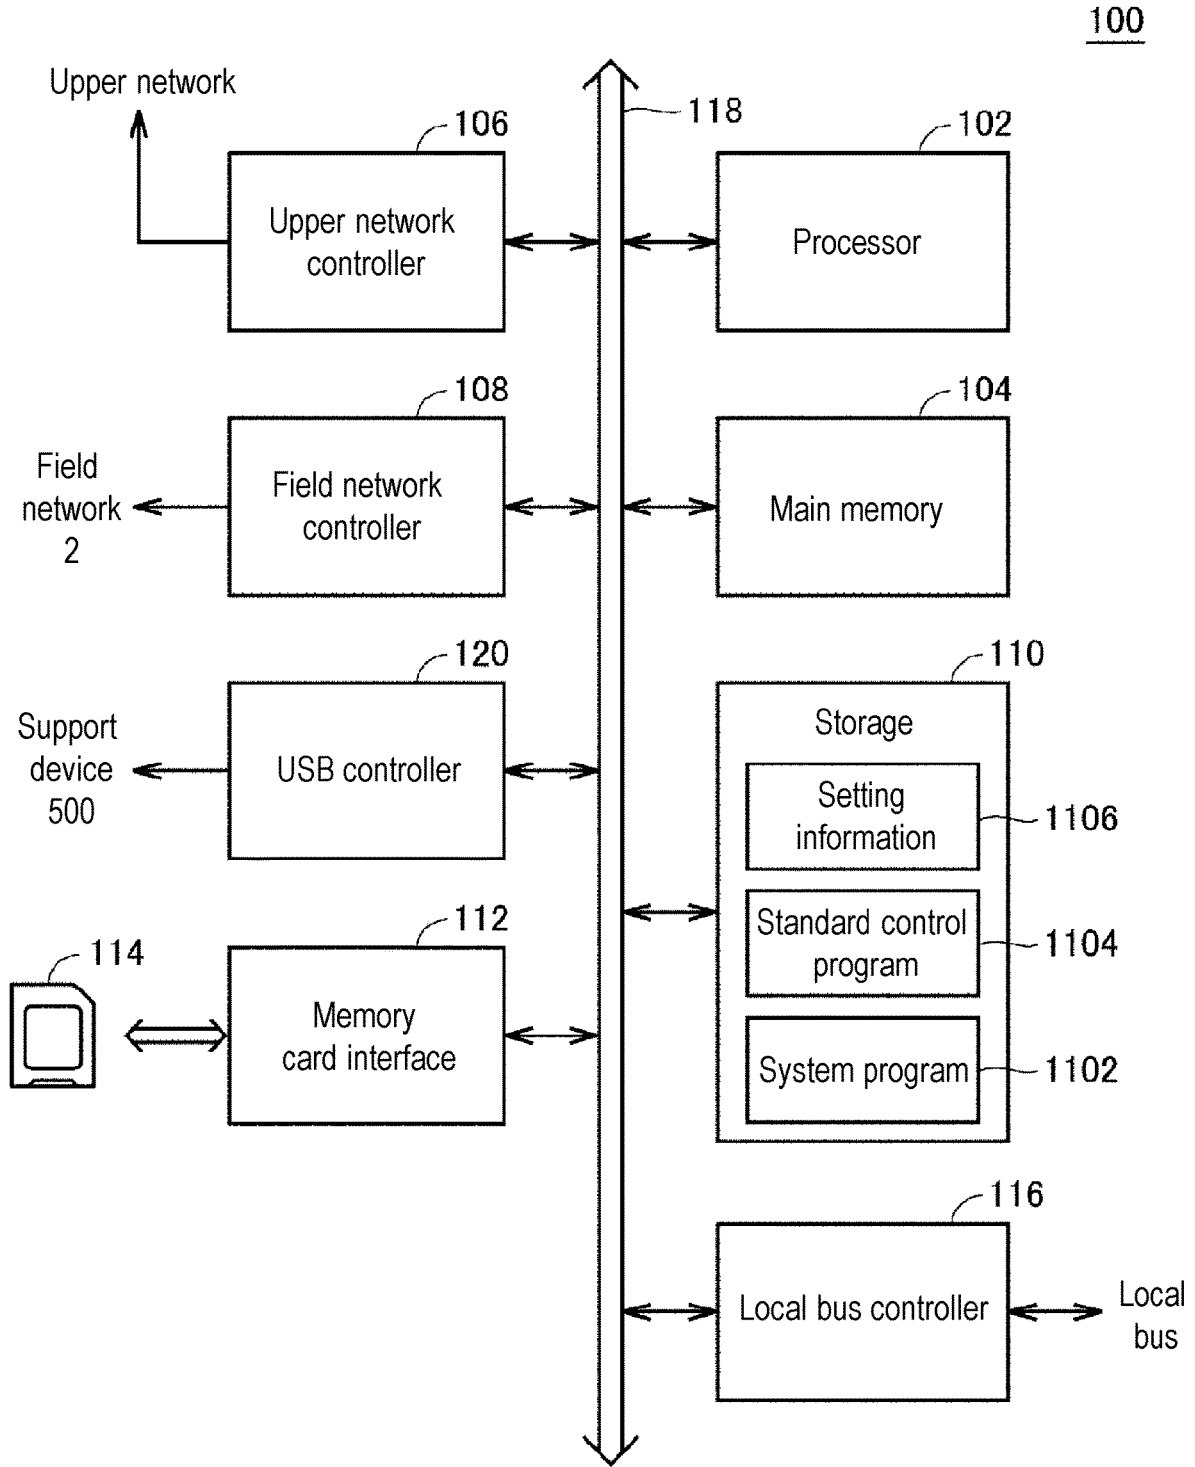 100
Upper network
118
106
Upper network
controller
102
Processor
108
Field network
controller
Field
network
2
104
Main memory
120
USB controller
Support
device
500
110
Storage
Setting
information
1106
Standard control
program
1104
System program
1102
112
Memory
card interface
114
116
Local bus controller
Local
bus